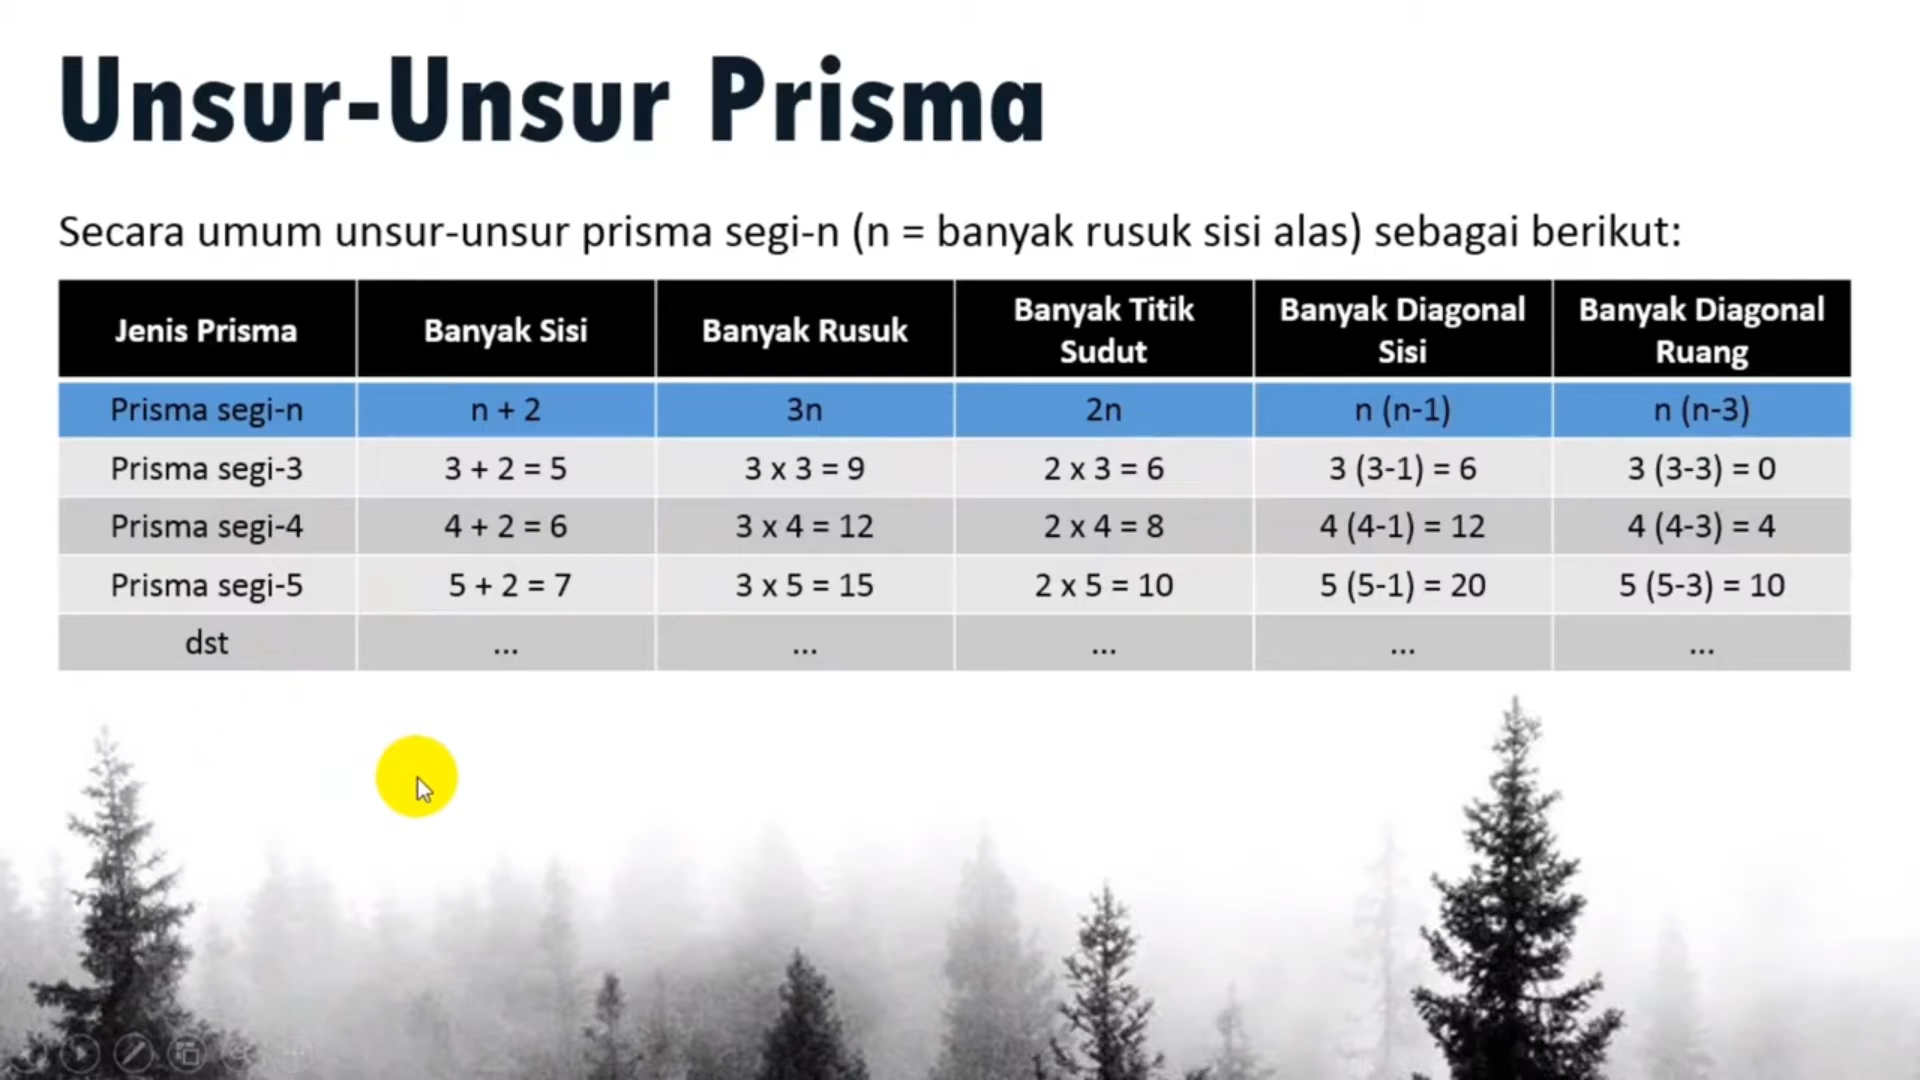 Unsur-Unsur Prisma
Secara umum unsur-unsur prisma segi-n (n = banyak rusuk sisi alas) sebagai berikut:
Jenis Prisma Banyak Sisi Banyak Rusuk Banyak Titik Sudut Banyak Diagonal Sisi Banyak Diagonal Ruang
Prisma segi-n n + 2 3n 2n n (n-1) n (n-3)
Prisma segi-3 3 + 2 = 5 3 x 3 = 9 2 x 3 = 6 3 (3-1) = 6 3 (3-3) = 0
Prisma segi-4 4 + 2 = 6 3 x 4 = 12 2 x 4 = 8 4 (4-1) = 12 4 (4-3) = 4
Prisma segi-5 5 + 2 = 7 3 x 5 = 15 2 x 5 = 10 5 (5-1) = 20 5 (5-3) = 10
dst ... ... ... ... ...